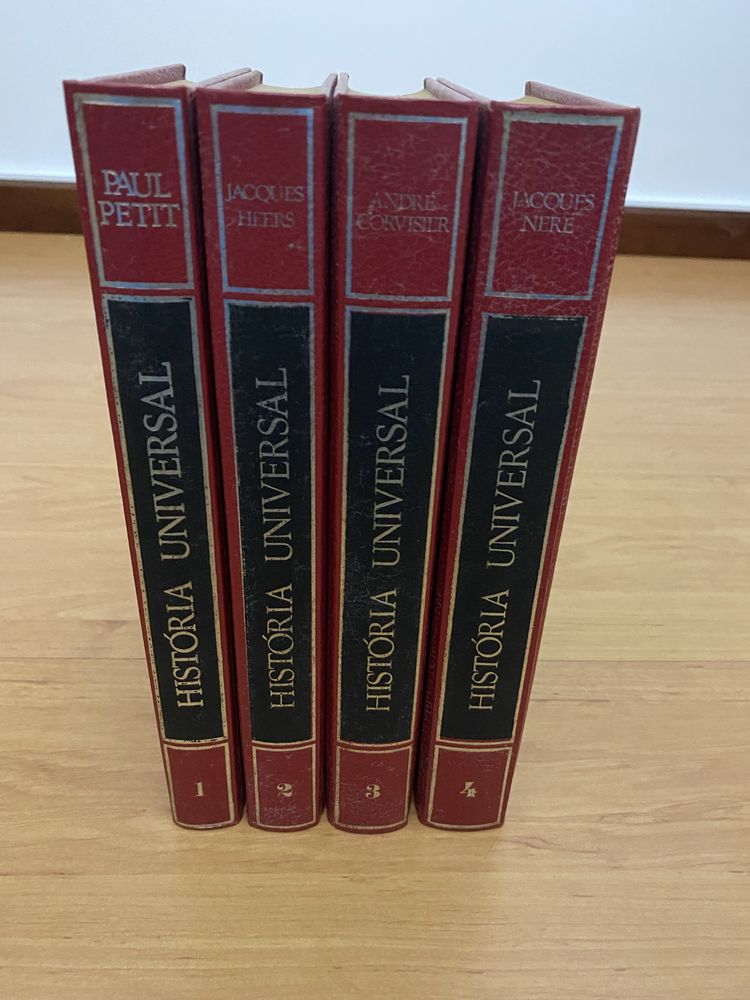 PAUL
PETIT
HISTÓRIA UNIVERSAL
1
JACQUES
HEERS
HISTÓRIA UNIVERSAL
2
ANDRÉ
CORVISIER
HISTÓRIA UNIVERSAL
3
JACQUES
NERÉ
HISTÓRIA UNIVERSAL
4